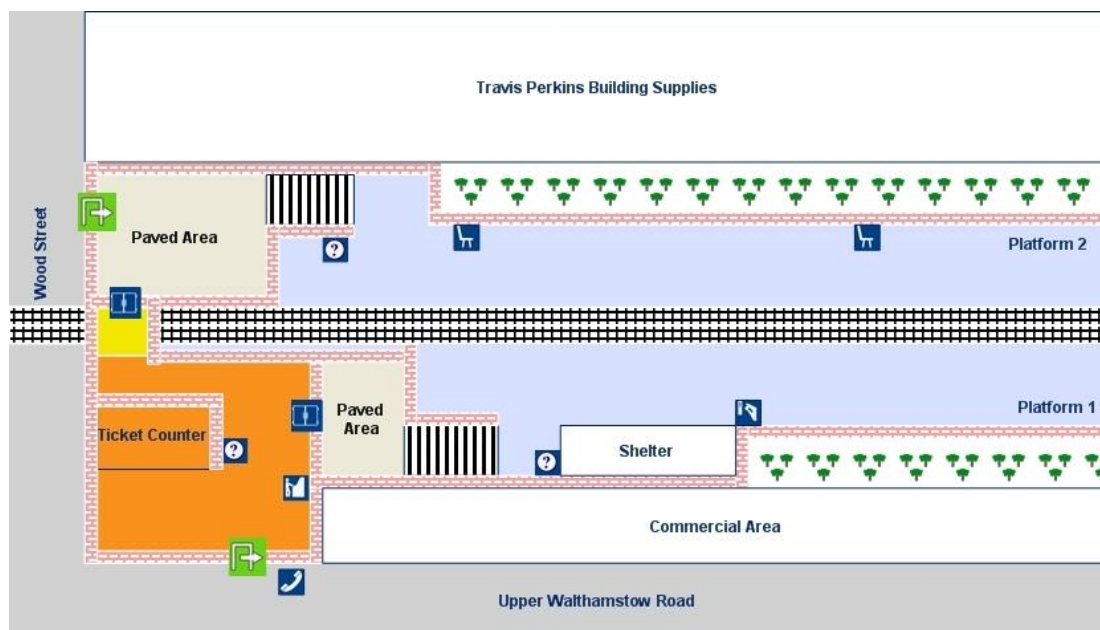 Travis Perkins Building Supplies
Wood Street
Paved Area
?
Platform 2
Platform 1
Paved
Area
Ticket Counter
?
?
Shelter
Commercial Area
Upper Walthamstow Road